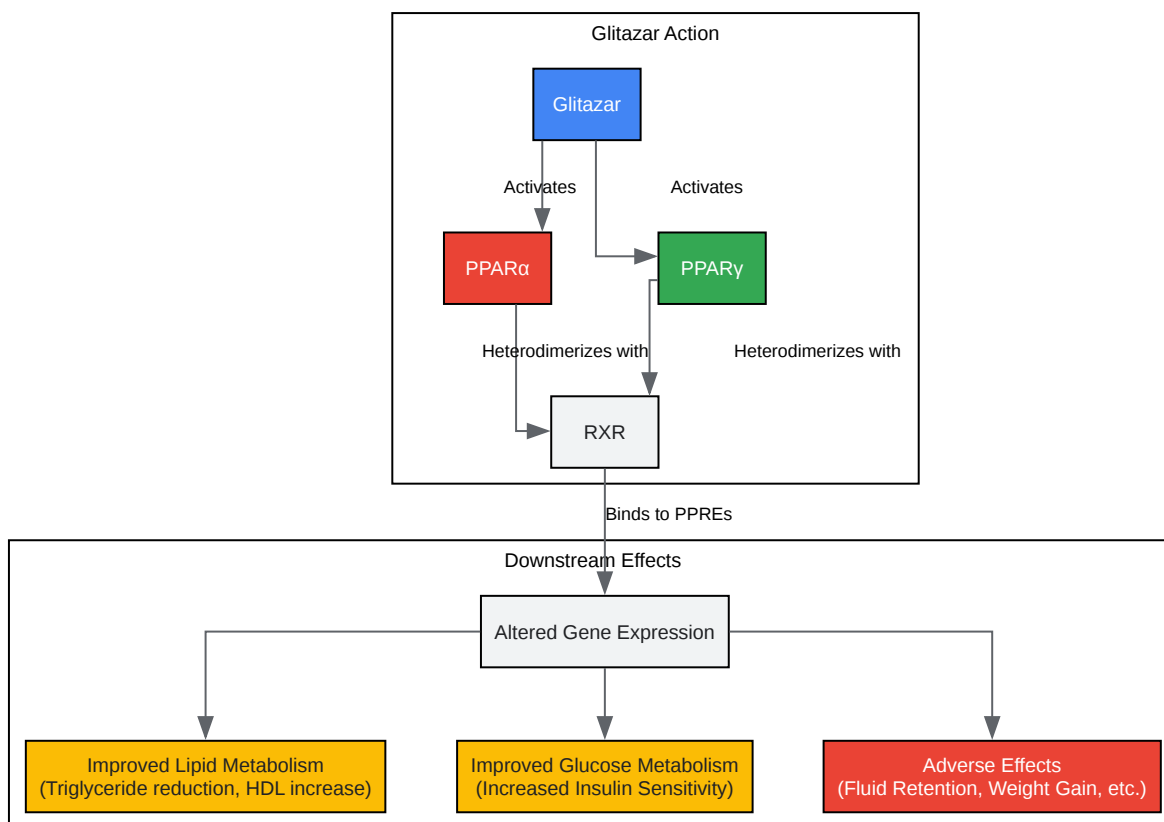 Glitazar Action
Glitazar
Activates
Activates
PPARα
PPARγ
Heterodimerizes with
Heterodimerizes with
RXR
Binds to PPREs
Downstream Effects
Altered Gene Expression
Improved Lipid Metabolism
(Triglyceride reduction, HDL increase)
Improved Glucose Metabolism
(Increased Insulin Sensitivity)
Adverse Effects
(Fluid Retention, Weight Gain, etc.)